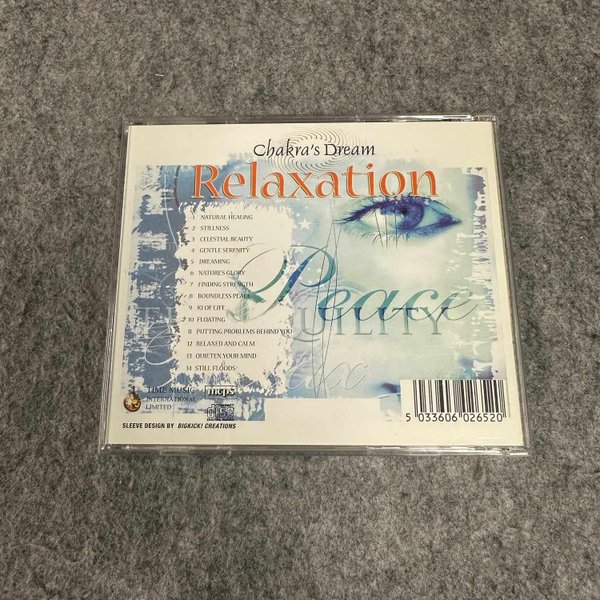 Chakra's Dream
Relaxation
1 NATURAL HEALING
2 STILLNESS
3 CELESTIAL BEAUTY
4 GENTLE SERENITY
5 DREAMING
6 NATURES GLORY
7 FINDING STRENGTH
8 BOUNDLESS PEACE
9 KI OF LIFE
10 FLOATING
11 PUTTING PROBLEMS BEHIND YOU
12 RELAXED AND CALM
13 QUIETEN YOUR MIND
14 STILL FLOODS
Peace
TIME MUSIC
INTERNATIONAL
LIMITED
mcps
SLEEVE DESIGN BY BIGKICK! CREATIONS
5 033606 026520